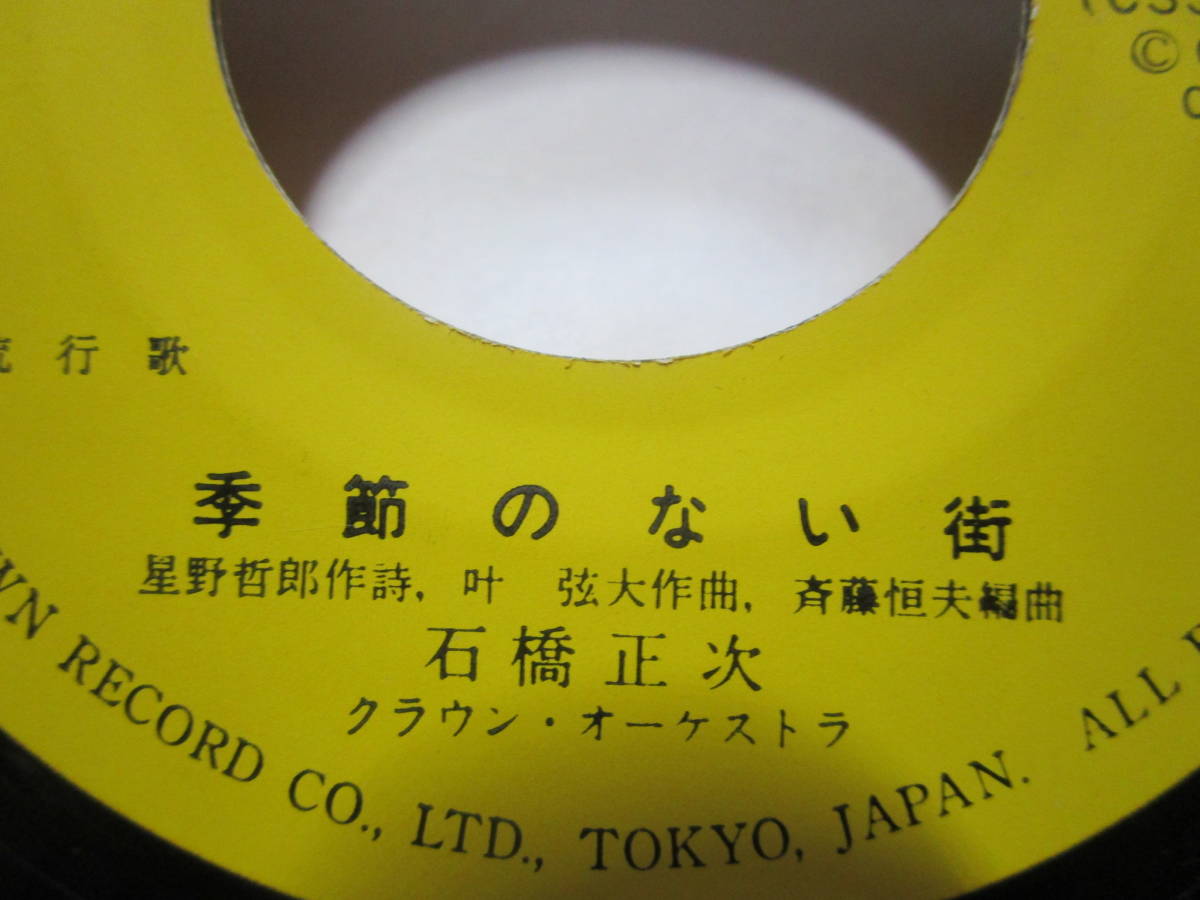 ©
行歌
季節のない街
星野哲郎作詩, 叶 弦大作曲, 斉藤恒夫編曲
石橋正次
クラウン・オーケストラ
RECORD CO., LTD., TOKYO, JAPAN. ALL